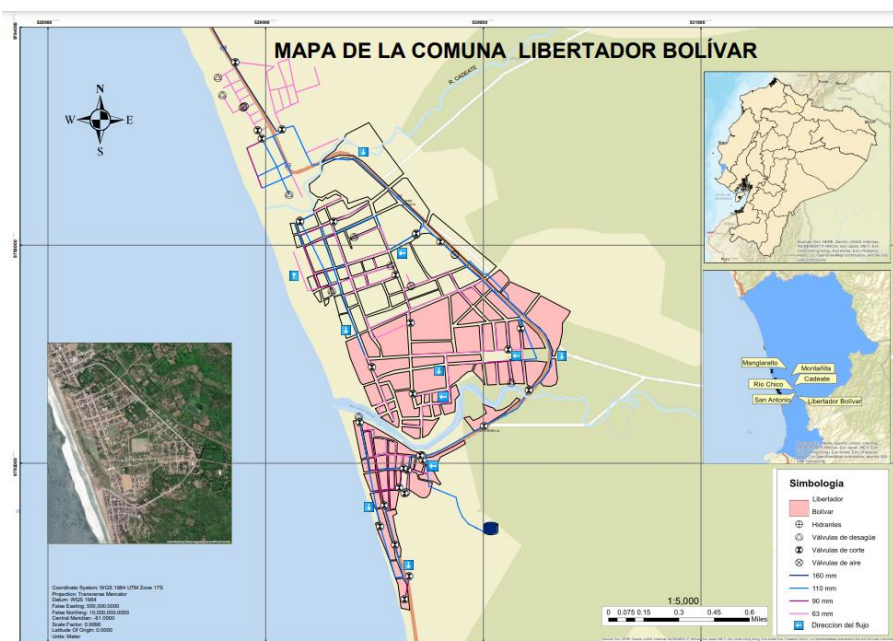 MAPA DE LA COMUNA LIBERTADOR BOLÍVAR
N
W
E
S
R. CADEATE
Manglaralto
Montañita
Cadeate
Río Chico
San Antonio
Libertador Bolívar
Simbología
Libertador
Bolívar
Hidrantes
Válvulas de desagüe
Válvulas de corte
Válvulas de aire
160 mm
110 mm
90 mm
63 mm
Direccion del flujo
1:5,000
0 0.075 0.15 0.3 0.45 0.6
Miles
Coordinate System: WGS 1984 UTM Zone 17S
Projection: Transverse Mercator
Datum: WGS 1984
False Easting: 500,000.0000
False Northing: 10,000,000.0000
Central Meridian: -81.0000
Scale Factor: 0.9996
Latitude Of Origin: 0.0000
Units: Meter